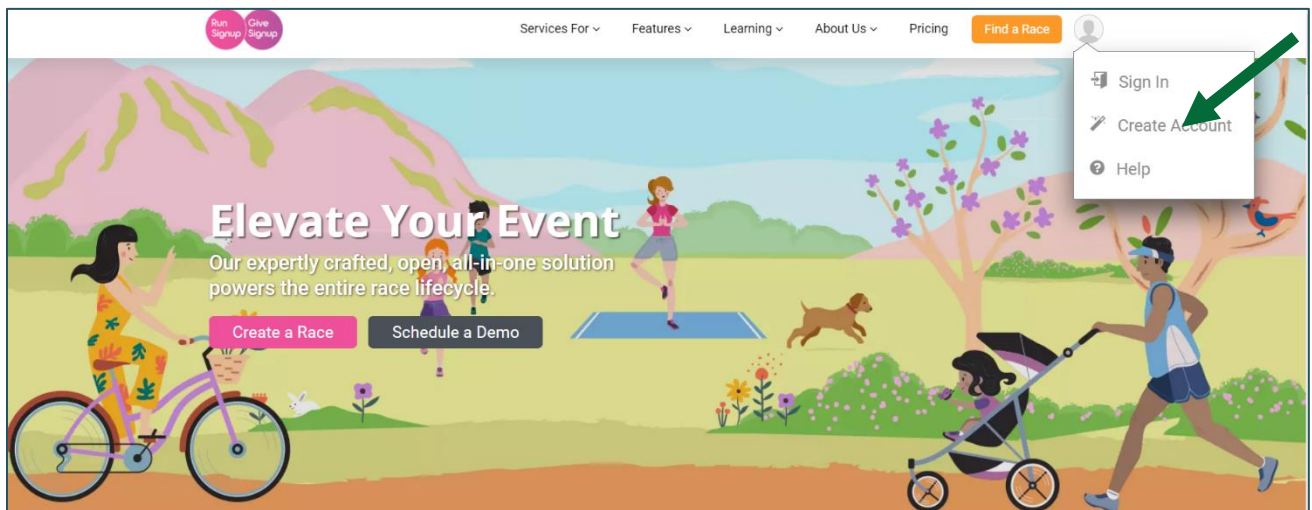 Run Give
Signup Signup
Services For
Features
Learning
About Us
Pricing
Find a Race
Sign In
Create Account
Help
Elevate Your Event
Our expertly crafted, open, all-in-one solution
powers the entire race lifecycle.
Create a Race
Schedule a Demo